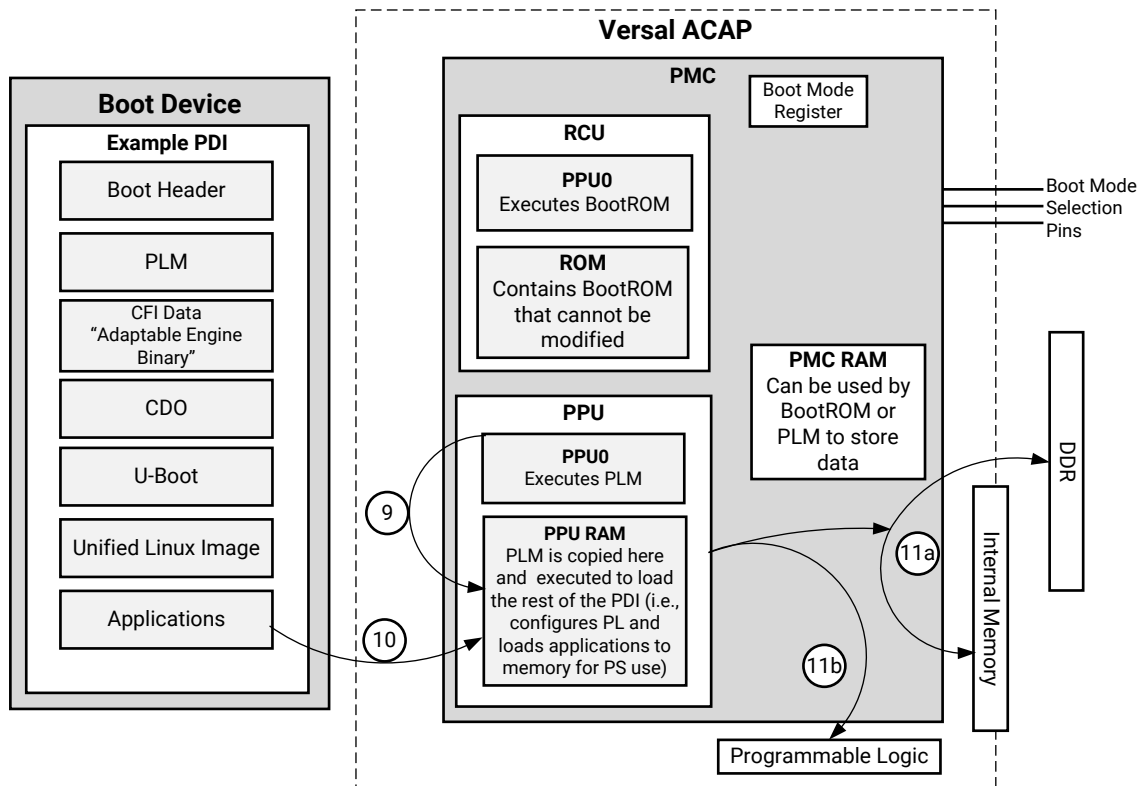 Versal ACAP
Boot Device
Example PDI
Boot Header
PLM
CFI Data
“Adaptable Engine
Binary”
CDO
U-Boot
Unified Linux Image
Applications
PMC
Boot Mode
Register
RCU
PPU0
Executes BootROM
ROM
Contains BootROM
that cannot be
modified
PPU
PPU0
Executes PLM
PPU RAM
PLM is copied here
and executed to load
the rest of the PDI (i.e.,
configures PL and
loads applications to
memory for PS use)
PMC RAM
Can be used by
BootROM or
PLM to store
data
Boot Mode
Selection
Pins
DDR
Internal Memory
9
10
11a
11b
Programmable Logic